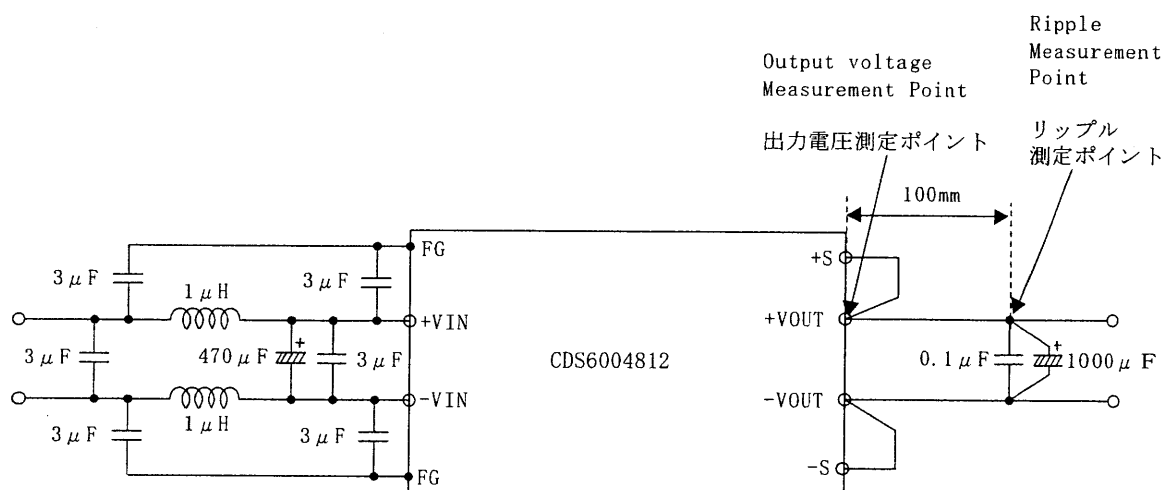 Ripple
Measurement
Point
Output voltage
Measurement Point
リップル
測定ポイント
出力電圧測定ポイント
100mm
FG
+S
3μF
3μF
1μH
+VIN
+VOUT
3μF
470μF
+
3μF
CDS6004812
0.1μF
+
1000μF
-VIN
-VOUT
1μH
3μF
3μF
FG
-S